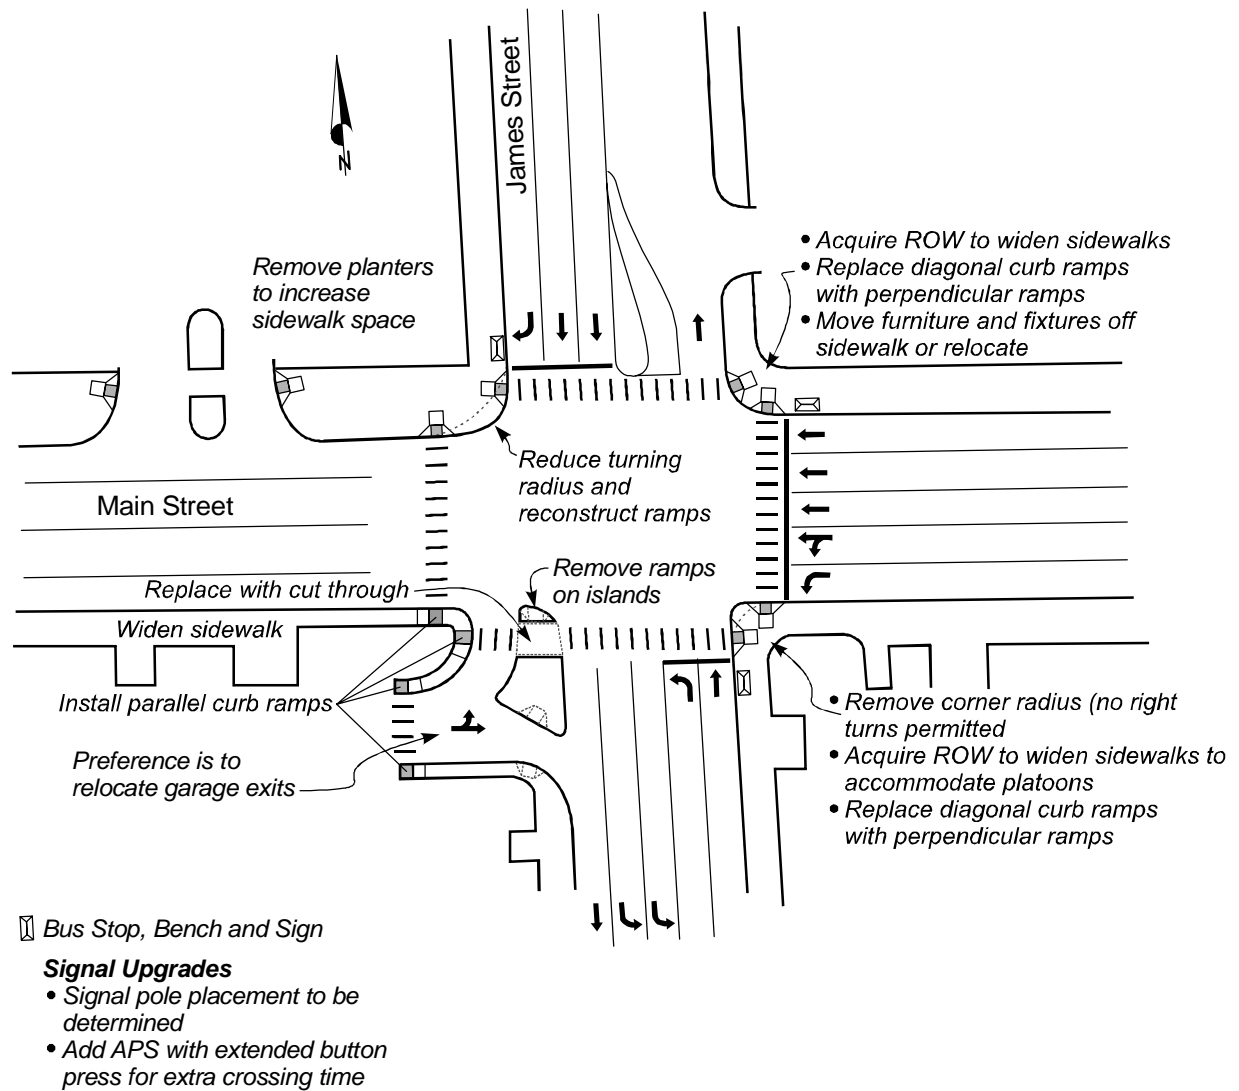 James Street
N
Remove planters
to increase
sidewalk space
• Acquire ROW to widen sidewalks
• Replace diagonal curb ramps
with perpendicular ramps
• Move furniture and fixtures off
sidewalk or relocate
Reduce turning
radius and
reconstruct ramps
Main Street
Replace with cut through
Remove ramps
on islands
Widen sidewalk
Install parallel curb ramps
Preference is to
relocate garage exits
• Remove corner radius (no right
turns permitted
• Acquire ROW to widen sidewalks to
accommodate platoons
• Replace diagonal curb ramps
with perpendicular ramps
Bus Stop, Bench and Sign
Signal Upgrades
• Signal pole placement to be
determined
• Add APS with extended button
press for extra crossing time